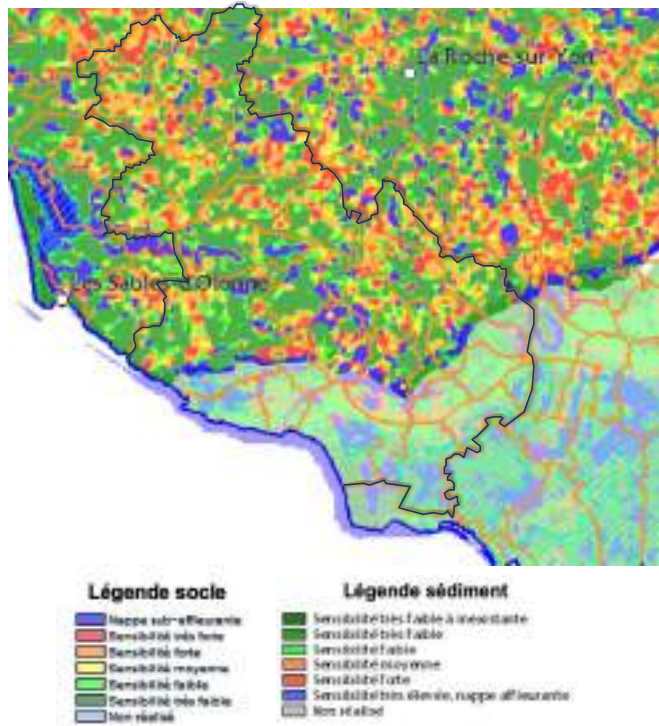 La Roche sur Yon
Les Sables d'Olonne
Légende socle
Nappe sub-affleurante
Sensibilité très forte
Sensibilité forte
Sensibilité moyenne
Sensibilité faible
Sensibilité très faible
Non réalisé
Légende sédiment
Sensibilité très faible à inexistante
Sensibilité très faible
Sensibilité faible
Sensibilité moyenne
Sensibilité forte
Sensibilité très élevée, nappe affleurante
Non réalisé